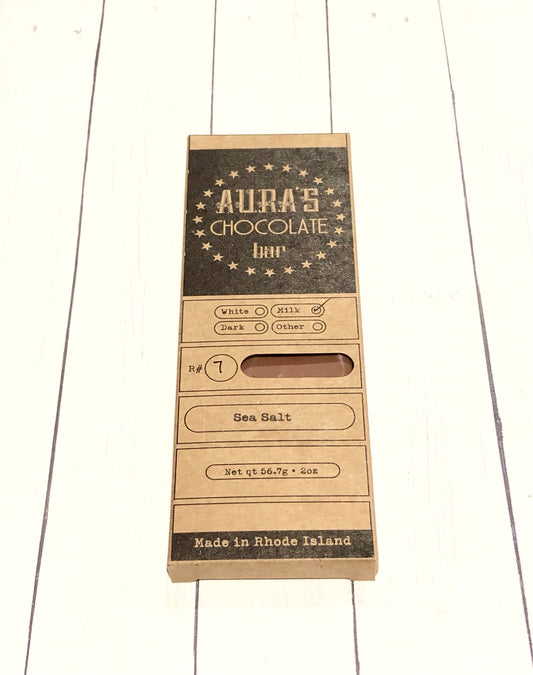 AURA'S
CHOCOLATE
bar
White Milk
Dark Other
R# 7
Sea Salt
Net qt 56.7g • 2oz
Made in Rhode Island